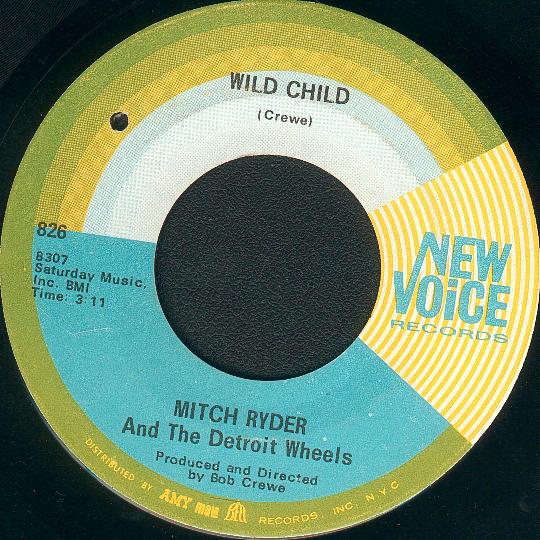 WILD CHILD
(Crewe)
826
8307
Saturday Music,
Inc. BMI
Time: 3:11
NEW
VOiCE
RECORDS
MITCH RYDER
And The Detroit Wheels
Produced and Directed
by Bob Crewe
DISTRIBUTED BY AMY mala Bell RECORDS, INC. N.Y.C